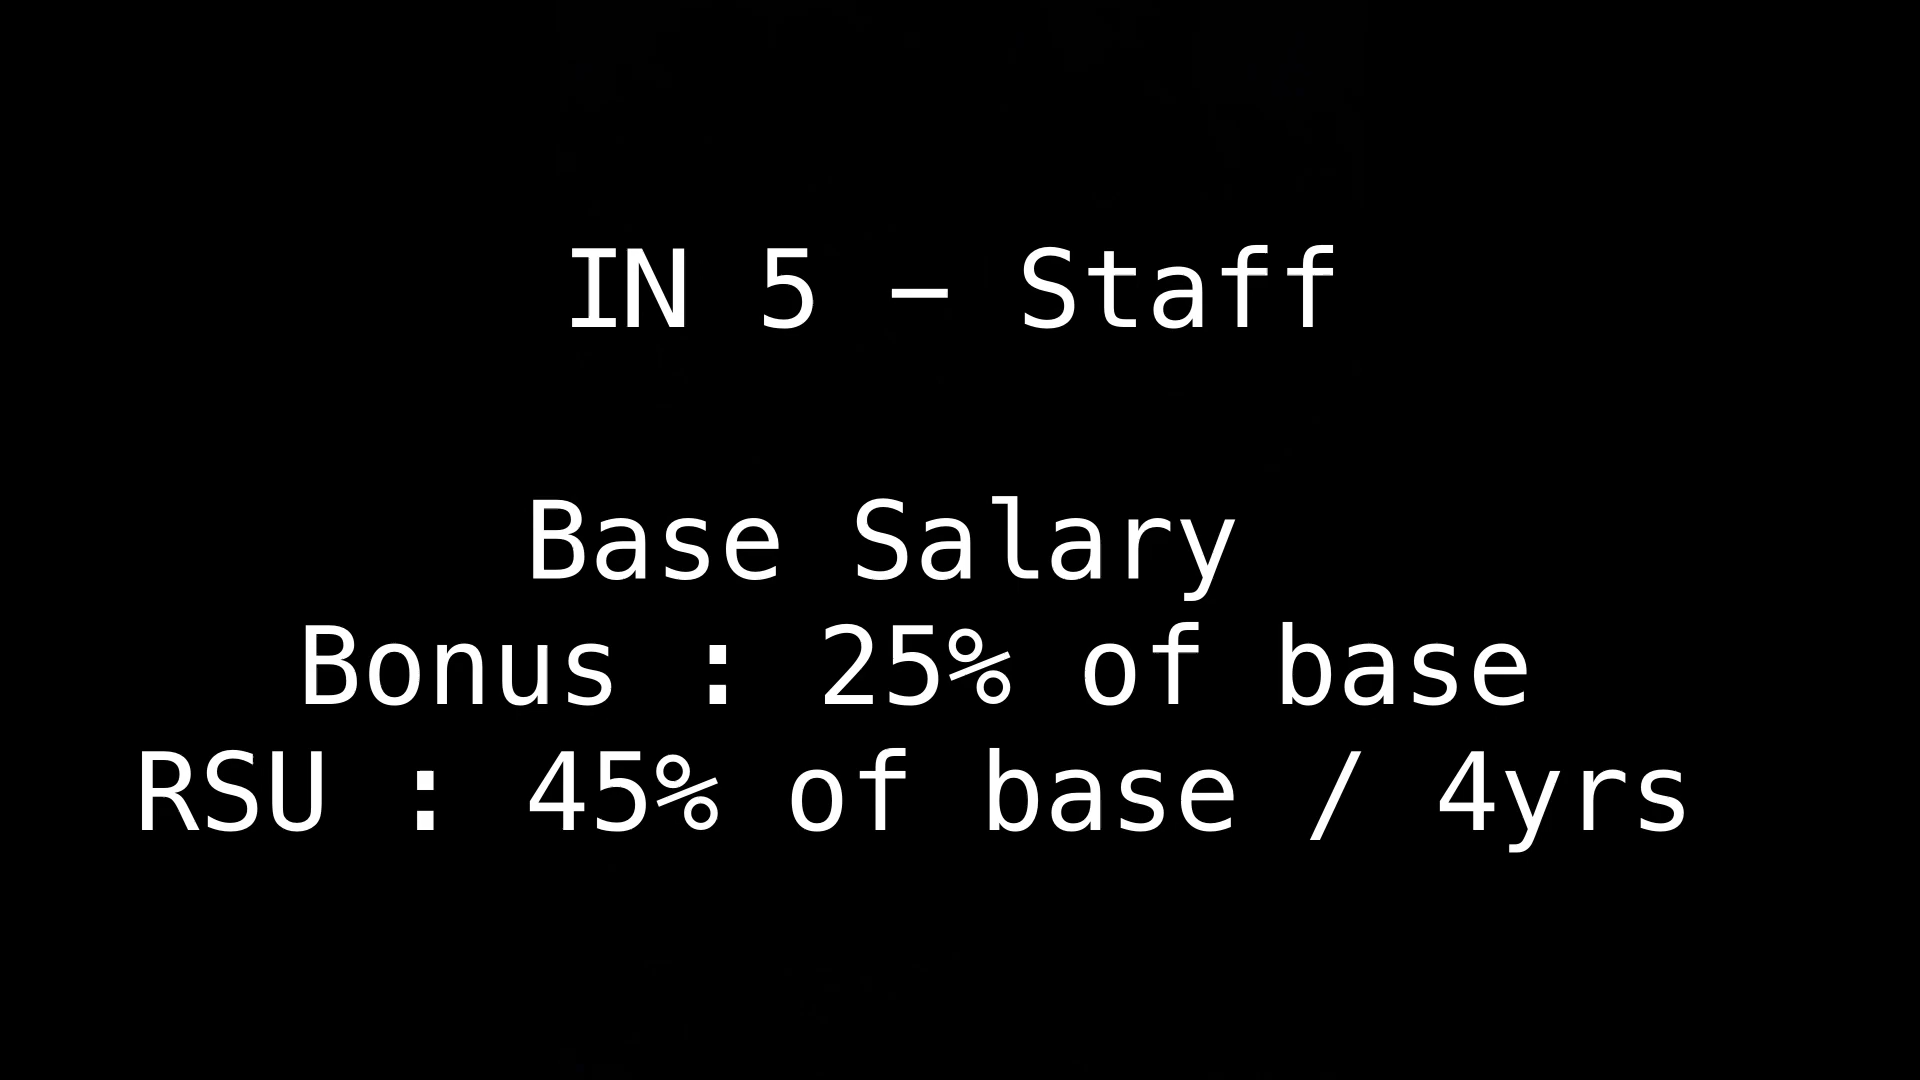 IN 5 - Staff
Base Salary
Bonus : 25% of base
RSU : 45% of base / 4yrs